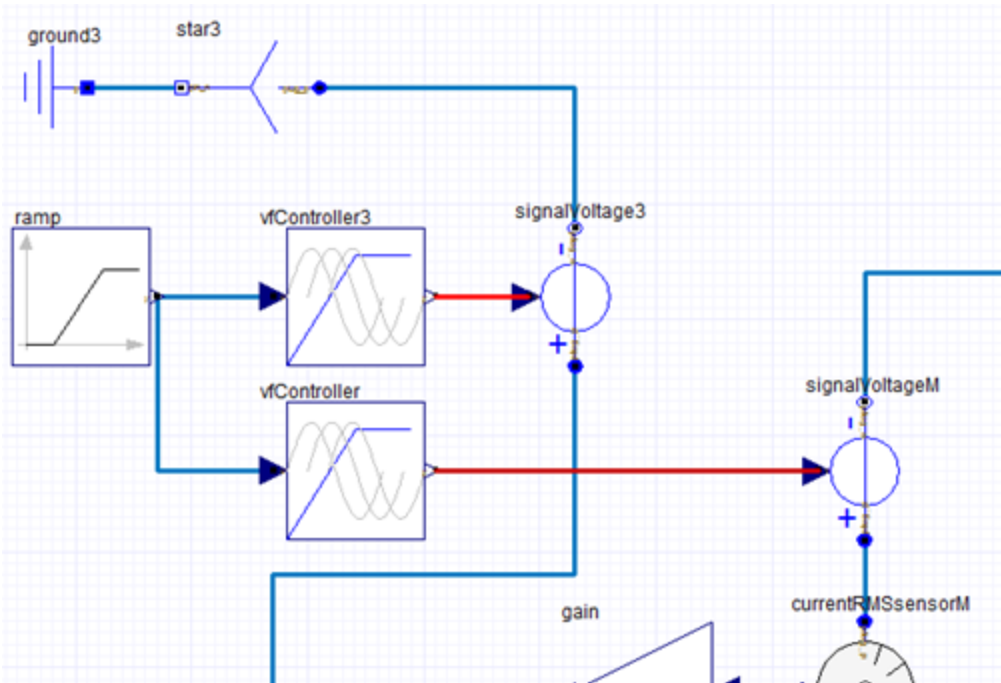 ground3
star3
ramp
vfController3
signalVoltage3
-
+
vfController
signalVoltageM
-
+
gain
currentRMSsensorM